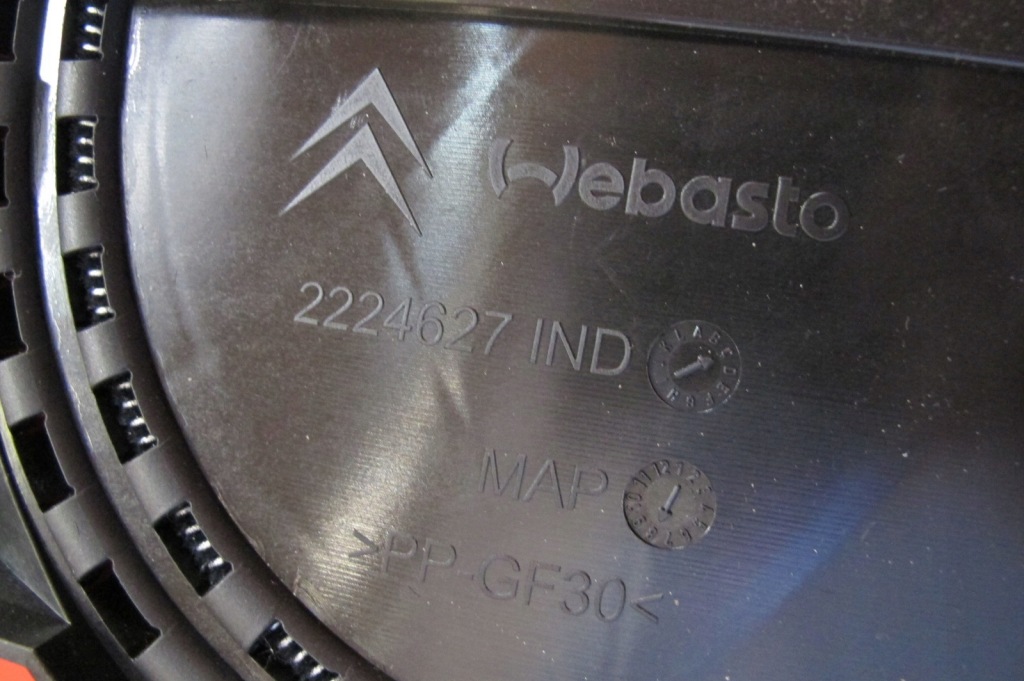 Webasto
2224627 IND
MAP
>PP-GF30<